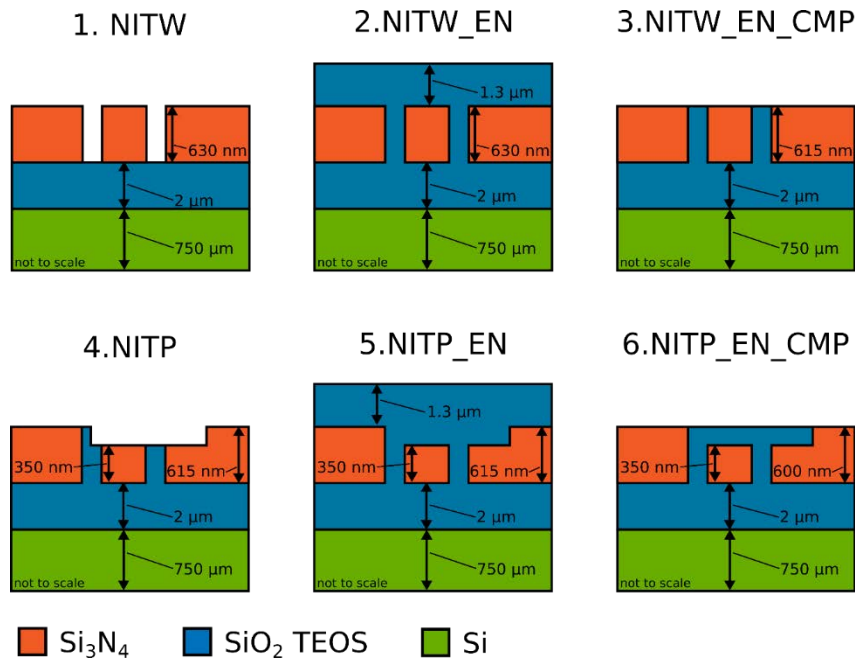 1. NITW
2.NITW_EN
3.NITW_EN_CMP
630 nm
2 μm
750 μm
not to scale
1.3 μm
630 nm
2 μm
750 μm
not to scale
615 nm
2 μm
750 μm
not to scale
4.NITP
5.NITP_EN
6.NITP_EN_CMP
350 nm
615 nm
2 μm
750 μm
not to scale
1.3 μm
350 nm
615 nm
2 μm
750 μm
not to scale
350 nm
600 nm
2 μm
750 μm
not to scale
Si₃N₄
SiO₂ TEOS
Si